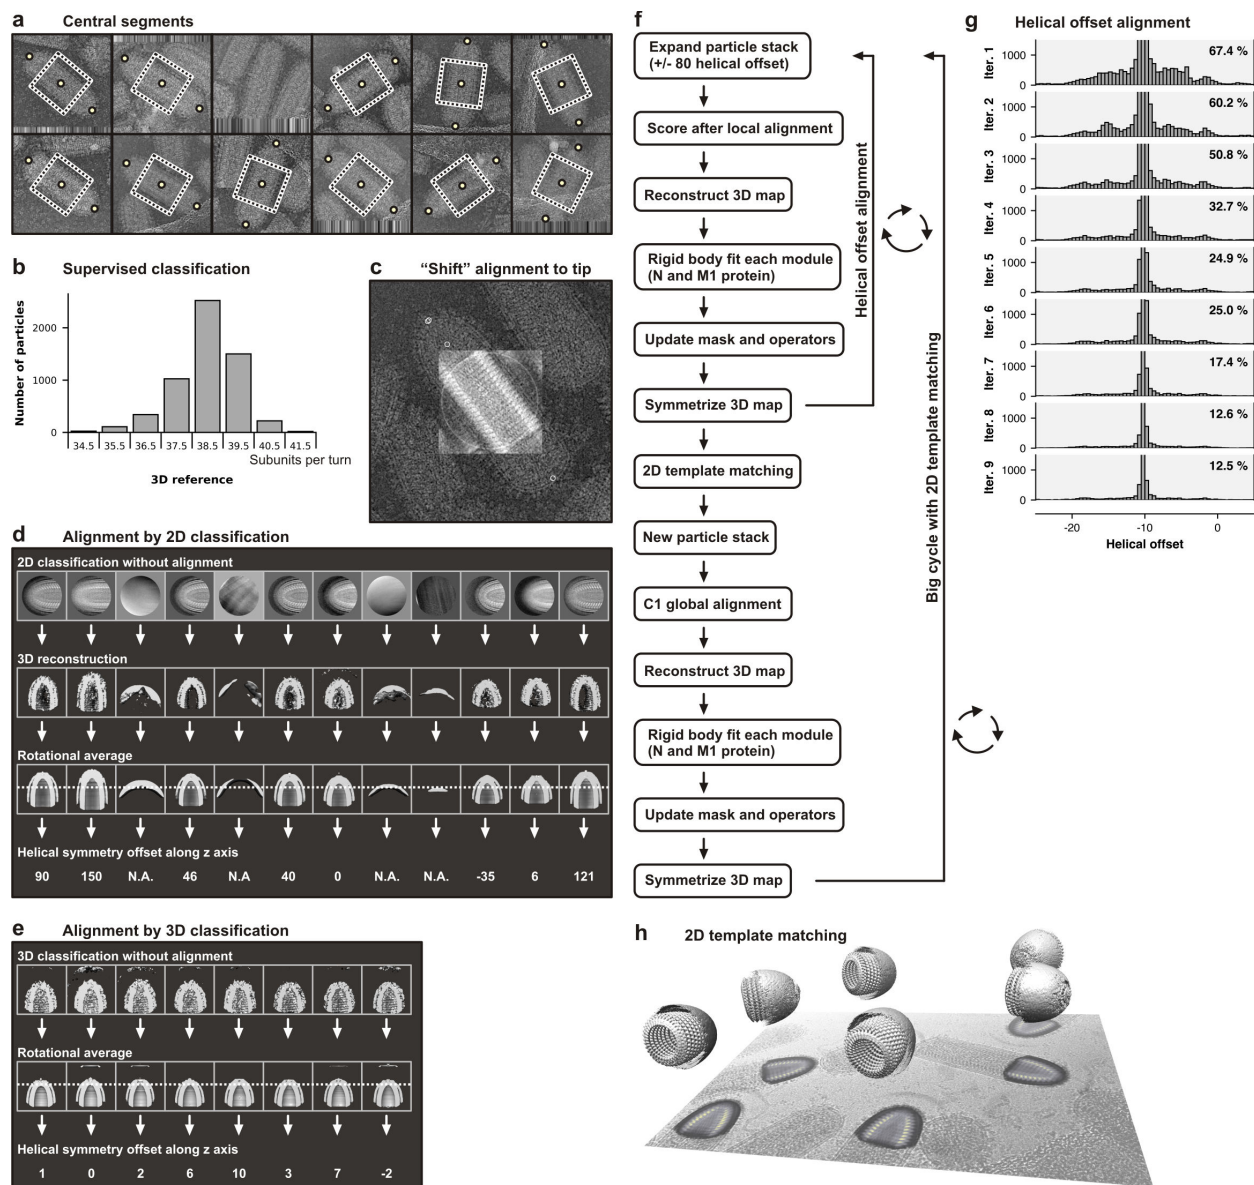 a Central segments
b Supervised classification
Number of particles
2000
1000
0
34.5 35.5 36.5 37.5 38.5 39.5 40.5 41.5
Subunits per turn
3D reference
c “Shift” alignment to tip
d Alignment by 2D classification
2D classification without alignment
3D reconstruction
Rotational average
Helical symmetry offset along z axis
90 150 N.A. 46 N.A 40 0 N.A. N.A. -35 6 121
e Alignment by 3D classification
3D classification without alignment
Rotational average
Helical symmetry offset along z axis
1 0 2 6 10 3 7 -2
f
Expand particle stack
(+/- 80 helical offset)
Score after local alignment
Reconstruct 3D map
Rigid body fit each module
(N and M1 protein)
Update mask and operators
Symmetrize 3D map
2D template matching
New particle stack
C1 global alignment
Reconstruct 3D map
Rigid body fit each module
(N and M1 protein)
Update mask and operators
Symmetrize 3D map
Helical offset alignment
Big cycle with 2D template matching
g Helical offset alignment
Iter. 1
1000
0
67.4 %
Iter. 2
1000
0
60.2 %
Iter. 3
1000
0
50.8 %
Iter. 4
1000
0
32.7 %
Iter. 5
1000
0
24.9 %
Iter. 6
1000
0
25.0 %
Iter. 7
1000
0
17.4 %
Iter. 8
1000
0
12.6 %
Iter. 9
1000
0
12.5 %
-20 -10 0
Helical offset
h 2D template matching